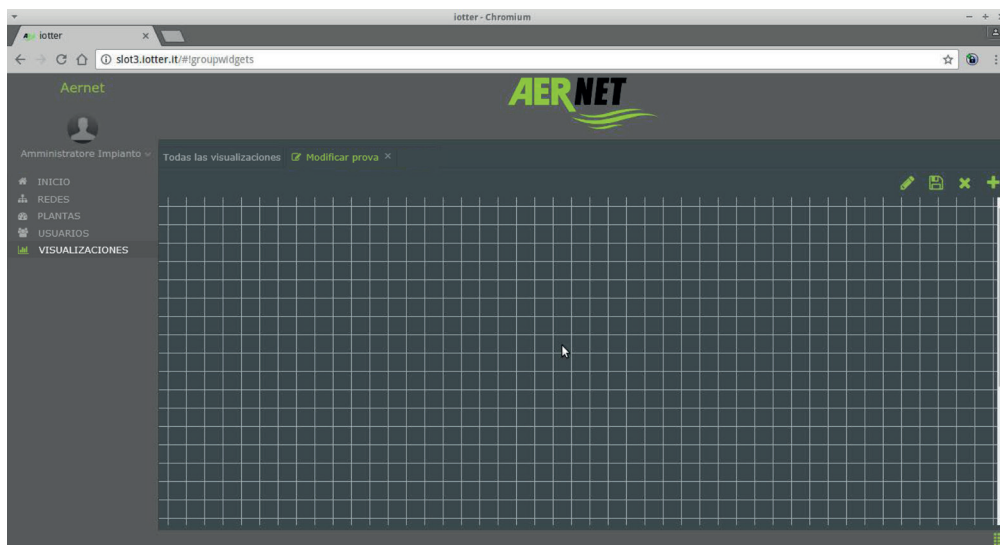 iotter - Chromium
iotter
slot3.iotter.it/#!groupwidgets
Aernet
AERNET
Amministratore Impianto
Todas las visualizaciones Modificar prova
INICIO
REDES
PLANTAS
USUARIOS
VISUALIZACIONES